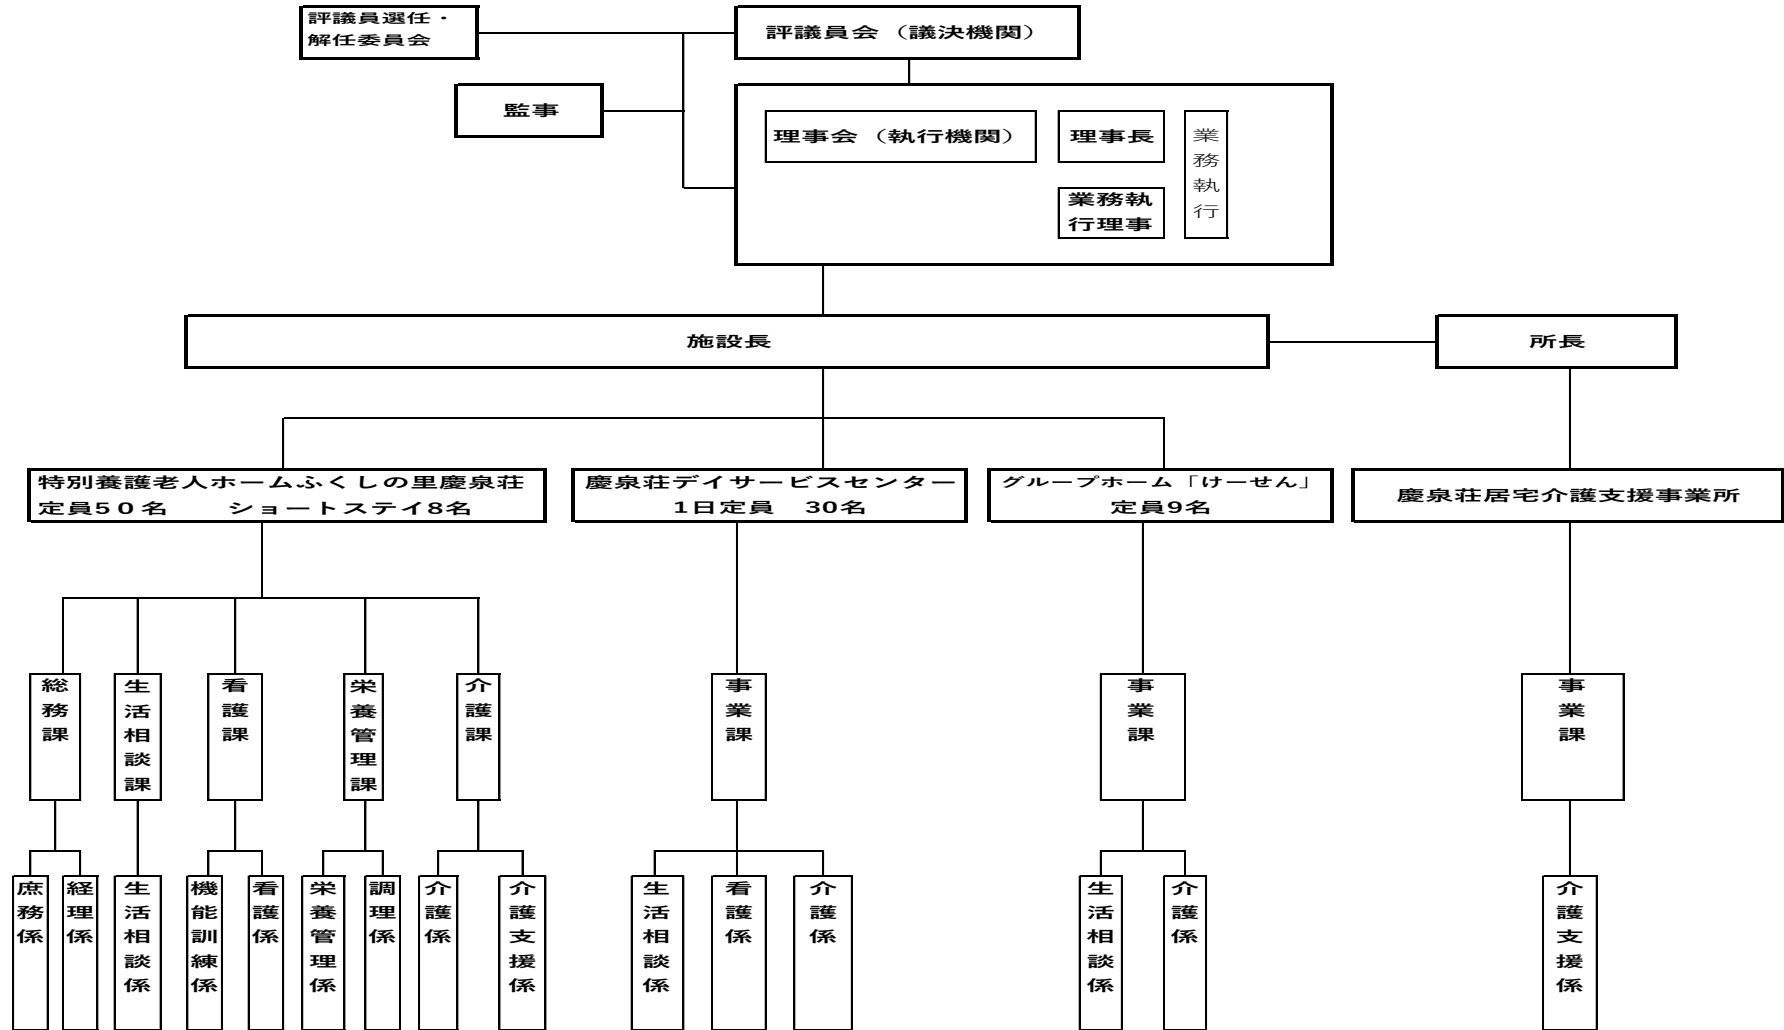 評議員選任・
解任委員会
評議員会（議決機関）
監事
理事会（執行機関）
理事長
業務執行
業務執
行理事
施設長
所長
特別養護老人ホームふくしの里慶泉荘
定員5０名　　ショートステイ8名
慶泉荘デイサービスセンター
1日定員　30名
グループホーム「けーせん」
定員9名
慶泉荘居宅介護支援事業所
総務課
生活相談課
看護課
栄養管理課
介護課
事業課
事業課
事業課
庶務係
経理係
生活相談係
機能訓練係
看護係
栄養管理係
調理係
介護係
介護支援係
生活相談係
看護係
介護係
生活相談係
介護係
介護支援係